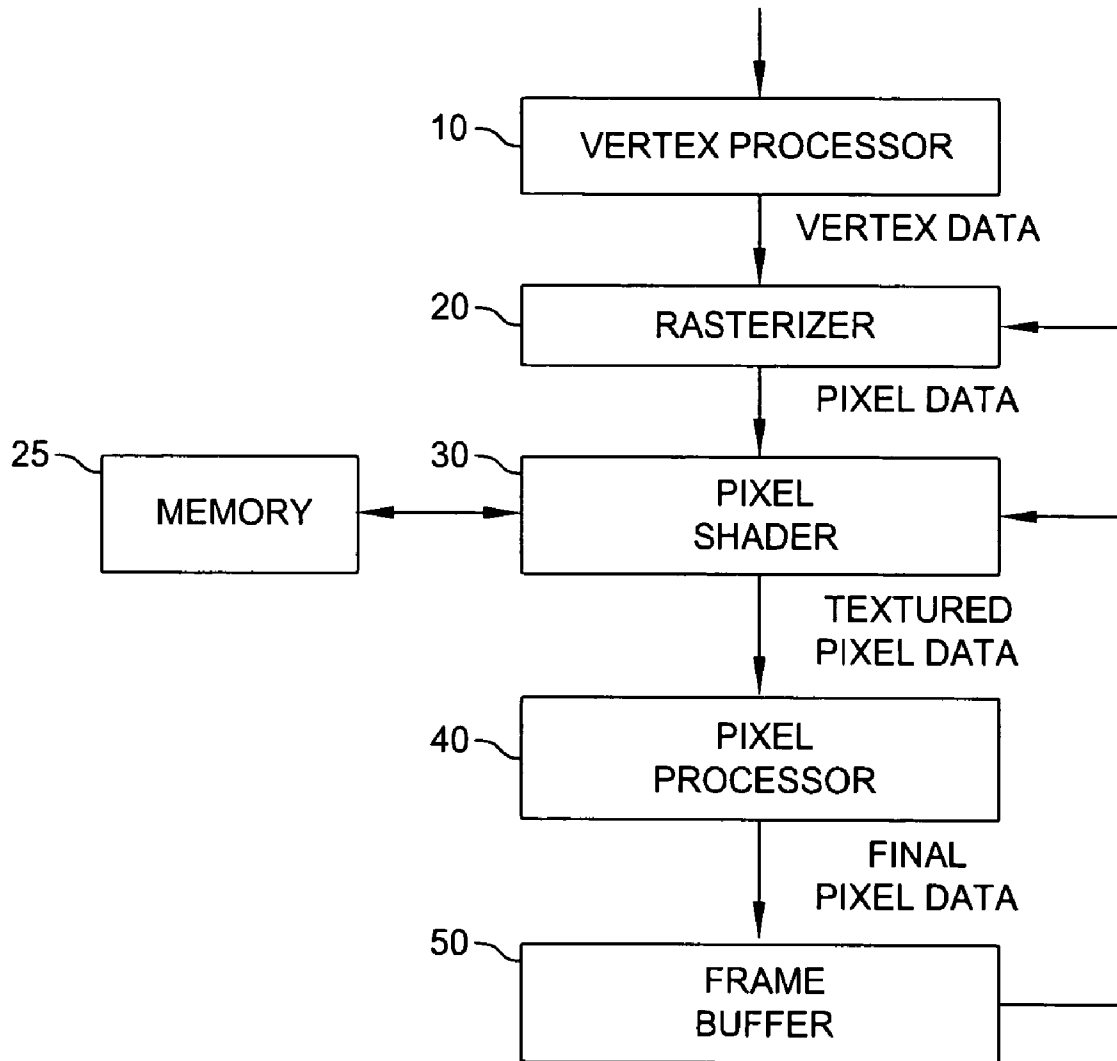 10
VERTEX PROCESSOR
VERTEX DATA
20
RASTERIZER
PIXEL DATA
25
MEMORY
30
PIXEL
SHADER
TEXTURED
PIXEL DATA
40
PIXEL
PROCESSOR
FINAL
PIXEL DATA
50
FRAME
BUFFER